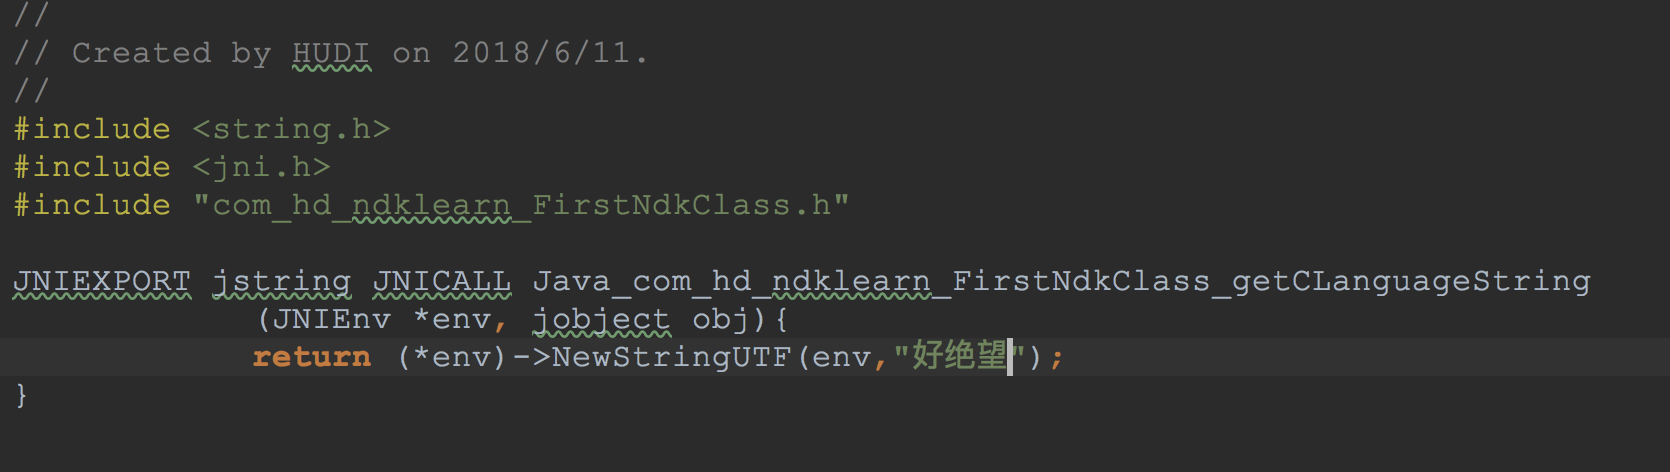 //
// Created by HUDI on 2018/6/11.
//
#include <string.h>
#include <jni.h>
#include "com_hd_ndklearn_FirstNdkClass.h"
JNIEXPORT jstring JNICALL Java_com_hd_ndklearn_FirstNdkClass_getCLanguageString
(JNIEnv *env, jobject obj){
return (*env)->NewStringUTF(env,"好绝望");
}